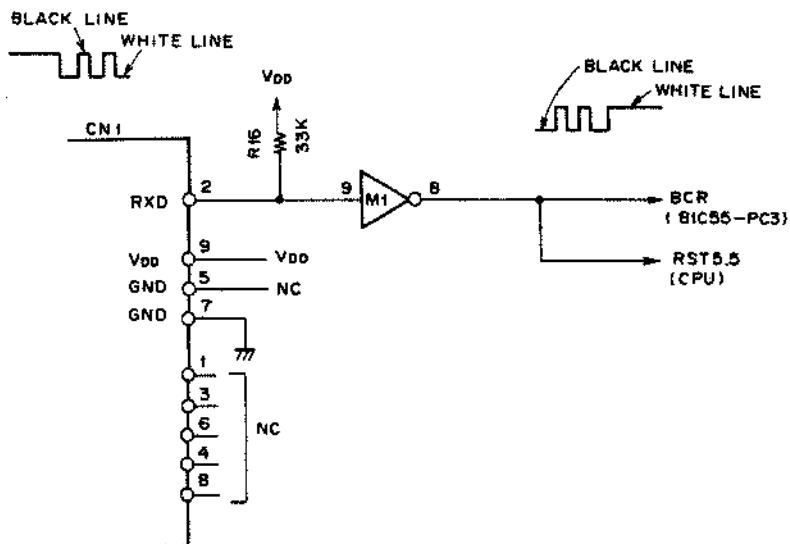 BLACK LINE
WHITE LINE
VDD
BLACK LINE
WHITE LINE
CN1
R16
33K
RXD
2
9
M1
8
BCR
(81C55-PC3)
VDD
9
VDD
RST5.5
(CPU)
GND
5
NC
GND
7
1
3
6
NC
4
8